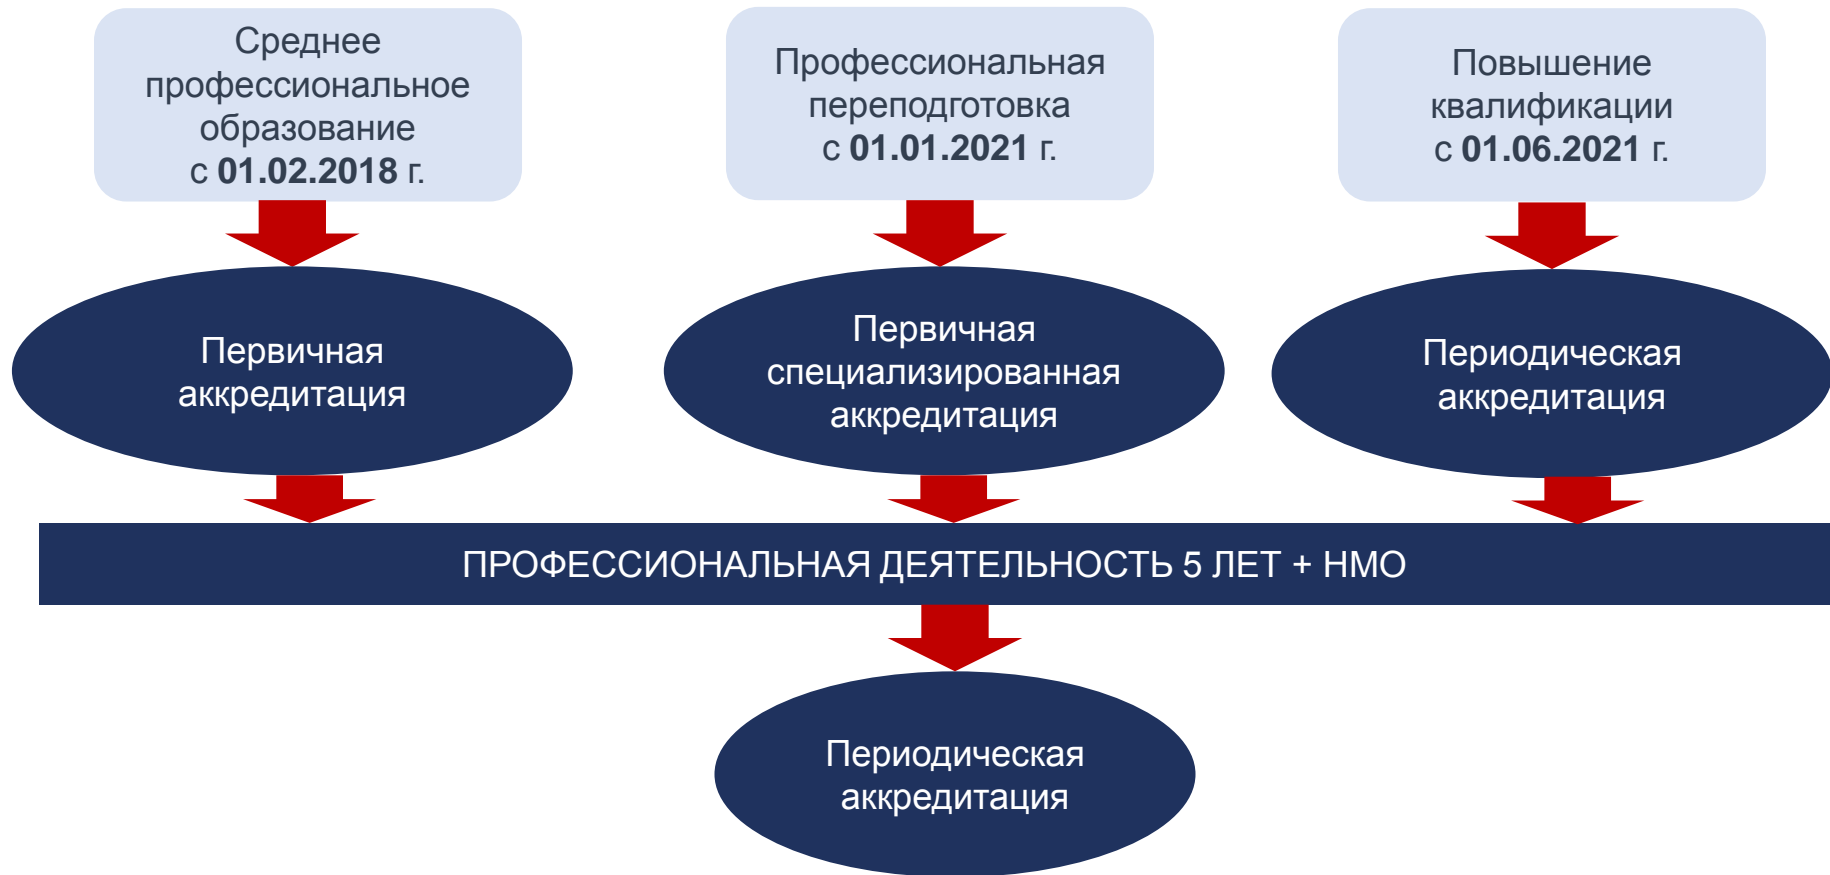 Среднее
профессиональное
образование
с 01.02.2018 г.
Профессиональная
переподготовка
с 01.01.2021 г.
Повышение
квалификации
с 01.06.2021 г.
Первичная
аккредитация
Первичная
специализированная
аккредитация
Периодическая
аккредитация
ПРОФЕССИОНАЛЬНАЯ ДЕЯТЕЛЬНОСТЬ 5 ЛЕТ + НМО
Периодическая
аккредитация